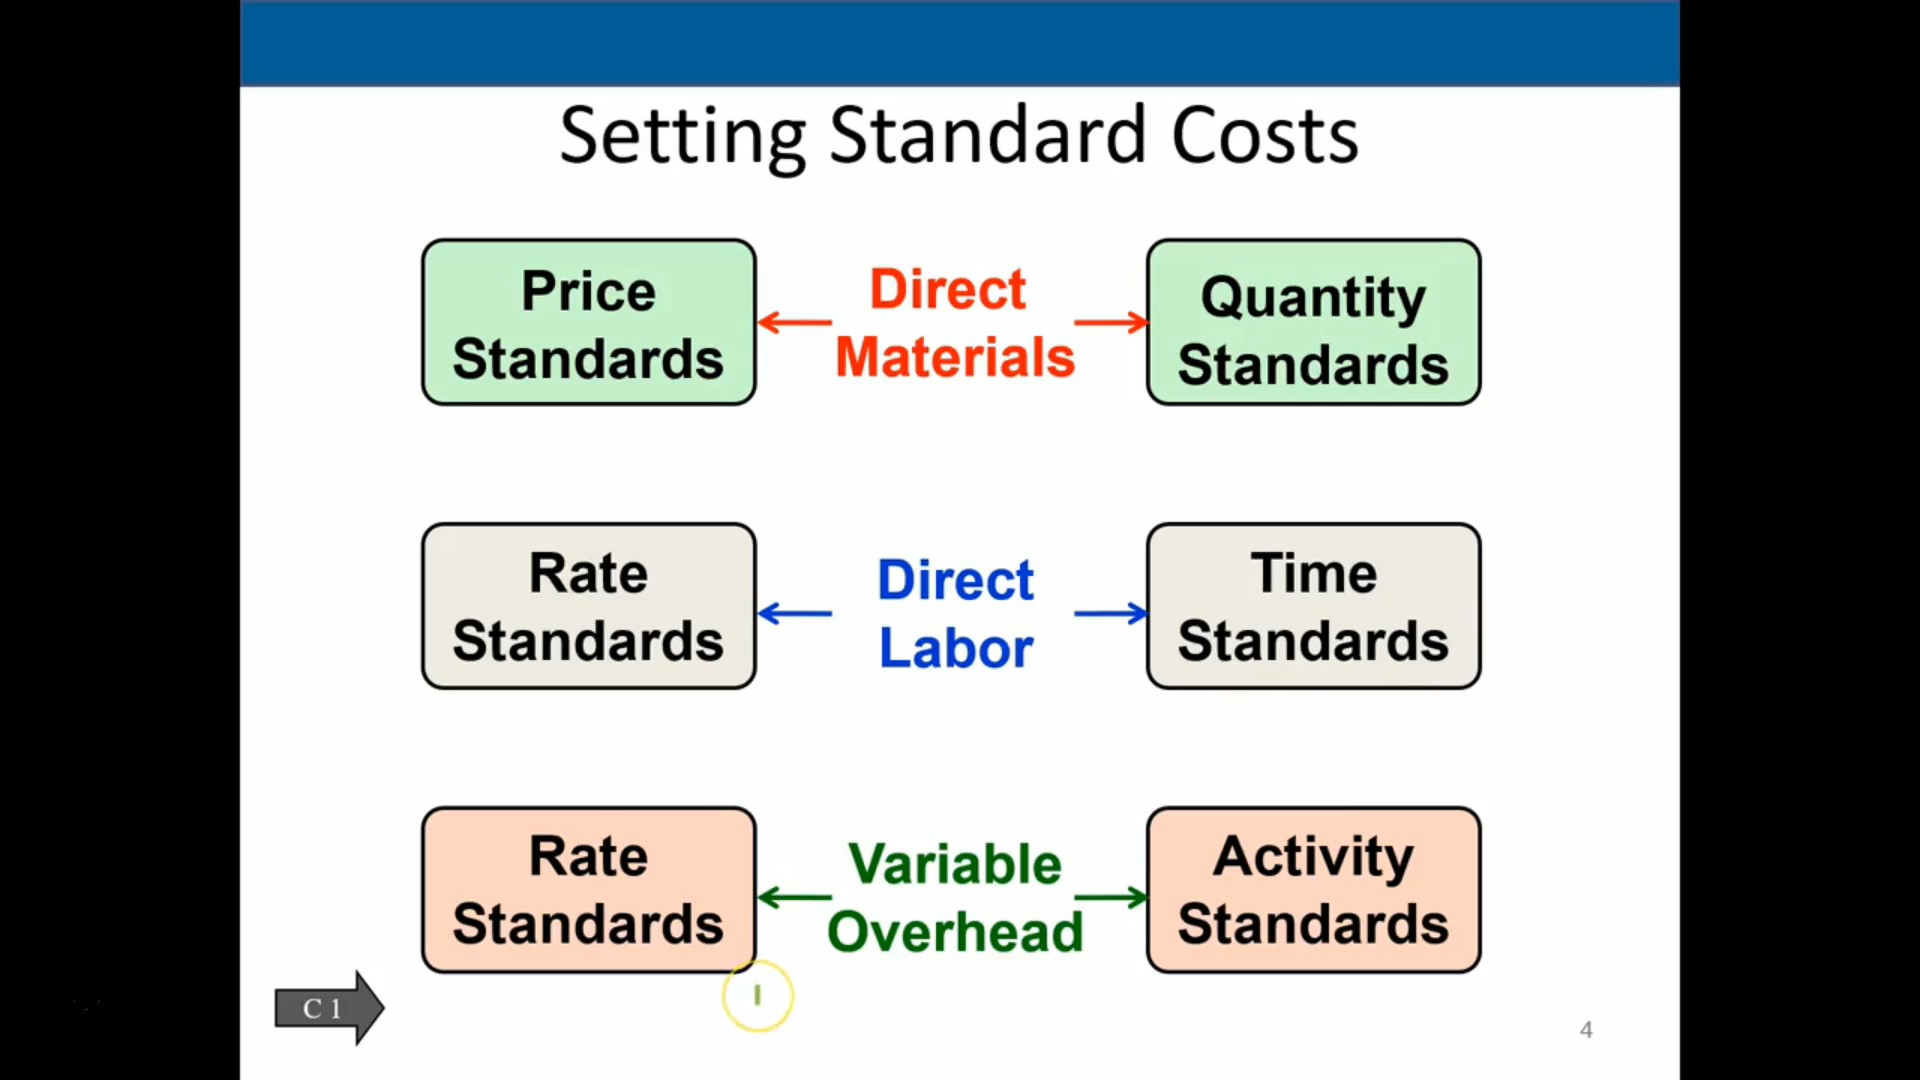 Setting Standard Costs
Price
Standards
Direct
Materials
Quantity
Standards
Rate
Standards
Direct
Labor
Time
Standards
Rate
Standards
Variable
Overhead
Activity
Standards
C 1
4